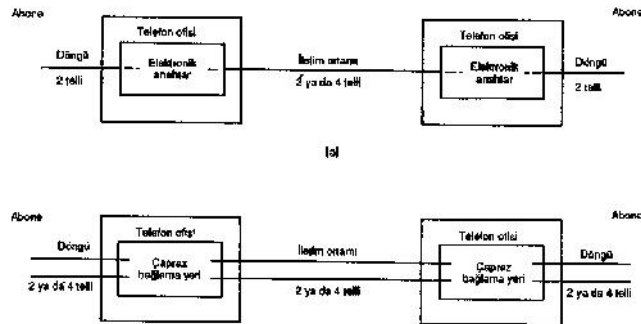 Abone
Abone
Telefon ofisi
Telefon ofisi
Döngü
Elektronik
anahtar
İletişim ortamı
Elektronik
anahtar
Döngü
2 telli
2 ya da 4 telli
2 telli
(a)
Abone
Abone
Telefon ofisi
Telefon ofisi
Döngü
İletişim ortamı
Döngü
Çapraz
bağlama yeri
Çaprez
bağlama yeri
2 ya da 4 telli
2 ya da 4 telli
2 ya da 4 telli